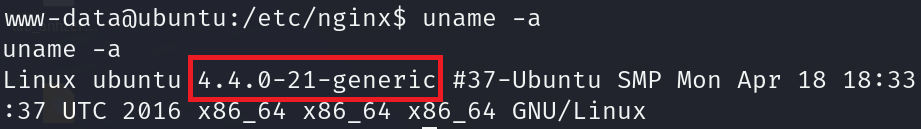 www-data@ubuntu:/etc/nginx$ uname -a
uname -a
Linux ubuntu 4.4.0-21-generic #37-Ubuntu SMP Mon Apr 18 18:33
:37 UTC 2016 x86_64 x86_64 x86_64 GNU/Linux